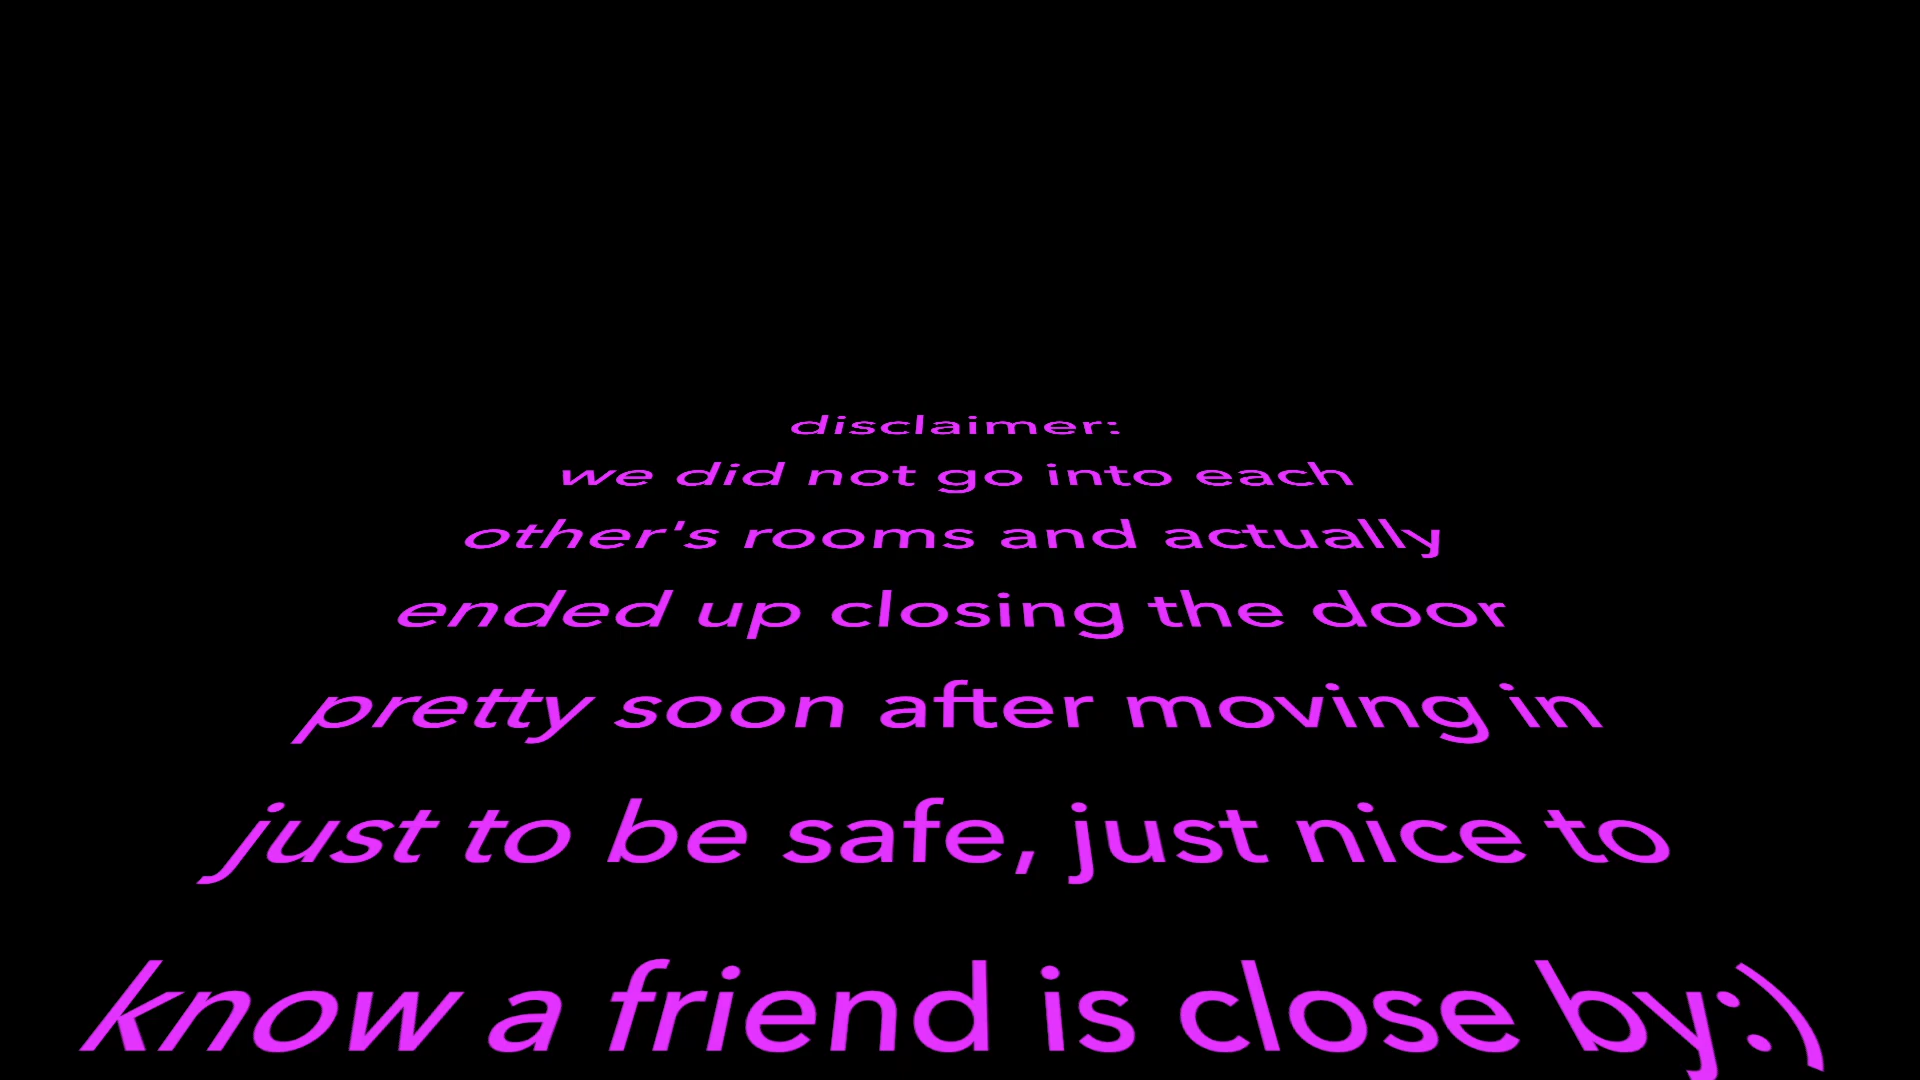 disclaimer:
we did not go into each
other's rooms and actually
ended up closing the door
pretty soon after moving in
just to be safe, just nice to
know a friend is close by:)